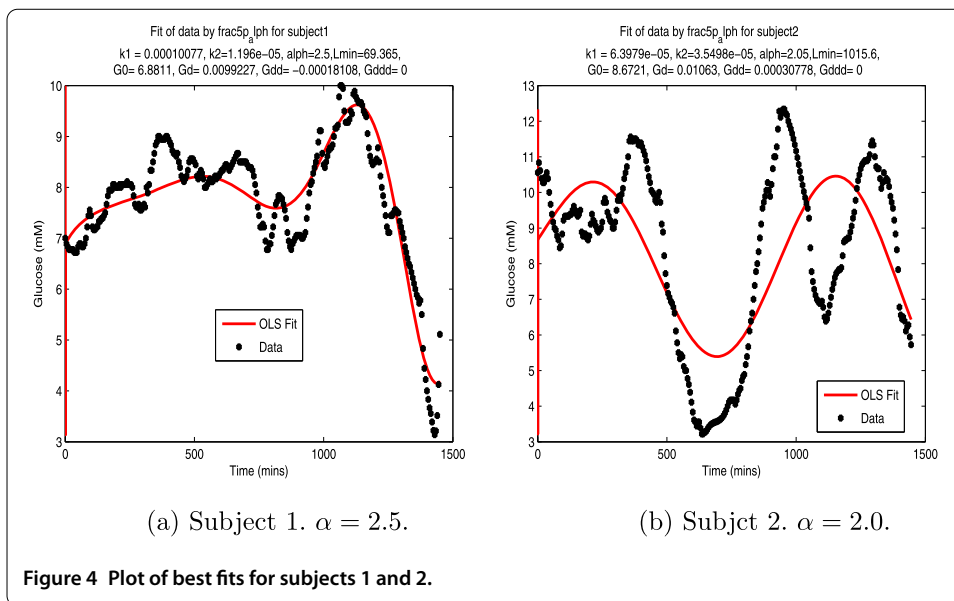 Fit of data by frac5p_alph for subject1
k1 = 0.00010077, k2=1.196e−05, alph=2.5,Lmin=69.365,
G0= 6.8811, Gd= 0.0099227, Gdd= −0.00018108, Gddd= 0
10
9
8
7
6
5
4
3
Glucose (mM)
OLS Fit
Data
0
500
1000
1500
Time (mins)
(a) Subject 1. α = 2.5.
Fit of data by frac5p_alph for subject2
k1 = 6.3979e−05, k2=3.5498e−05, alph=2.05,Lmin=1015.6,
G0= 8.6721, Gd= 0.01063, Gdd= 0.00030778, Gddd= 0
13
12
11
10
9
8
7
6
5
4
3
Glucose (mM)
OLS Fit
Data
0
500
1000
1500
Time (mins)
(b) Subjct 2. α = 2.0.
Figure 4 Plot of best fits for subjects 1 and 2.